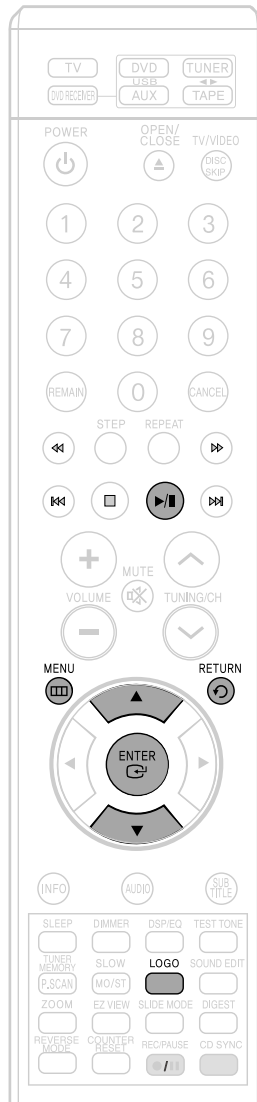 TV DVD TUNER
USB
DVD RECEIVER AUX TAPE
POWER OPEN/CLOSE TV/VIDEO
DISC SKIP
1 2 3
4 5 6
7 8 9
REMAIN 0 CANCEL
STEP REPEAT
MUTE
VOLUME TUNING/CH
MENU RETURN
ENTER
INFO AUDIO SUB TITLE
SLEEP DIMMER DSP/EQ TEST TONE
TUNER MEMORY SLOW LOGO SOUND EDIT
P.SCAN MO/ST
ZOOM EZ VIEW SLIDE MODE DIGEST
REVERSE MODE COUNTER RESET REC/PAUSE CD SYNC